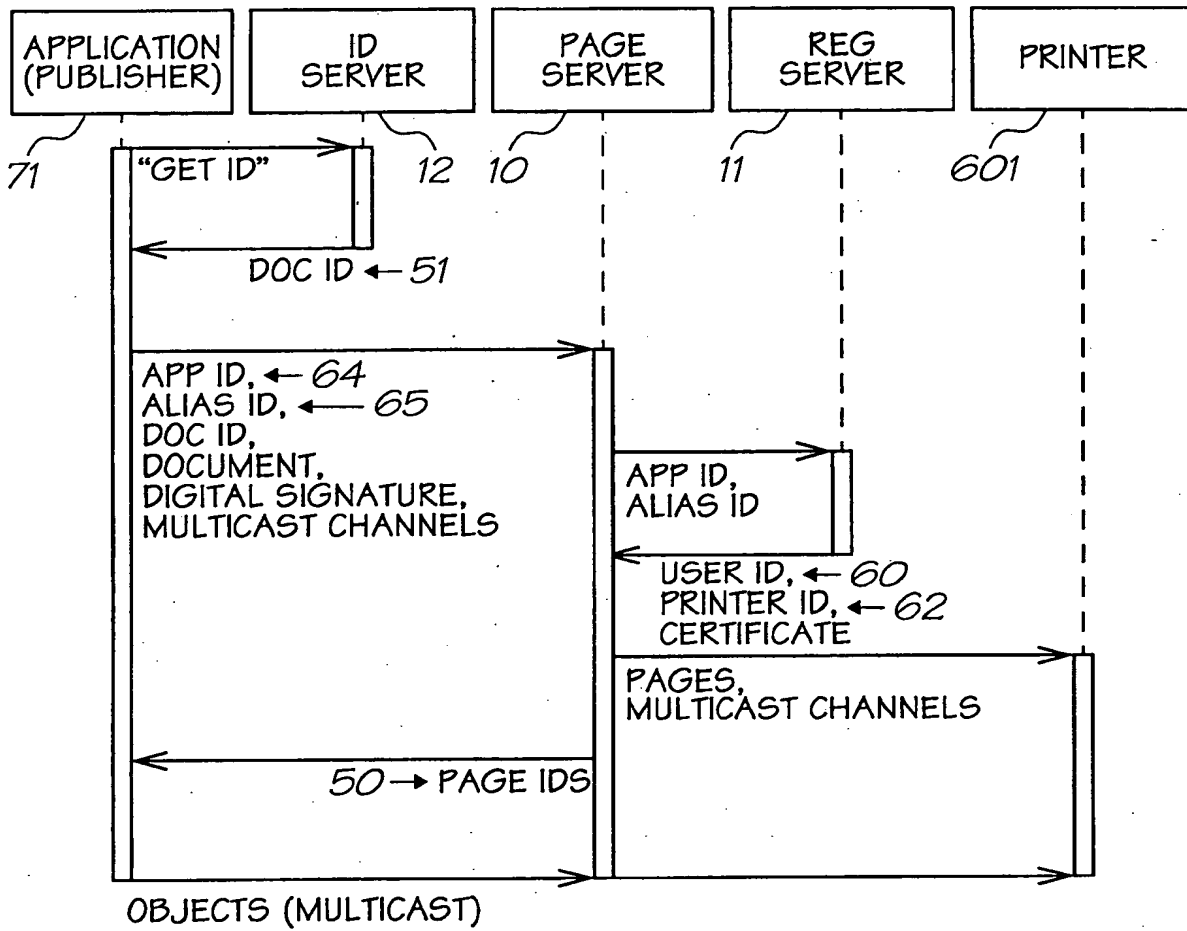 APPLICATION
(PUBLISHER)
ID
SERVER
PAGE
SERVER
REG
SERVER
PRINTER
71
12
10
11
601
"GET ID"
DOC ID ← 51
APP ID, ← 64
ALIAS ID, ← 65
DOC ID,
DOCUMENT,
DIGITAL SIGNATURE,
MULTICAST CHANNELS
APP ID,
ALIAS ID
USER ID, ← 60
PRINTER ID, ← 62
CERTIFICATE
PAGES,
MULTICAST CHANNELS
50 → PAGE IDS
OBJECTS (MULTICAST)